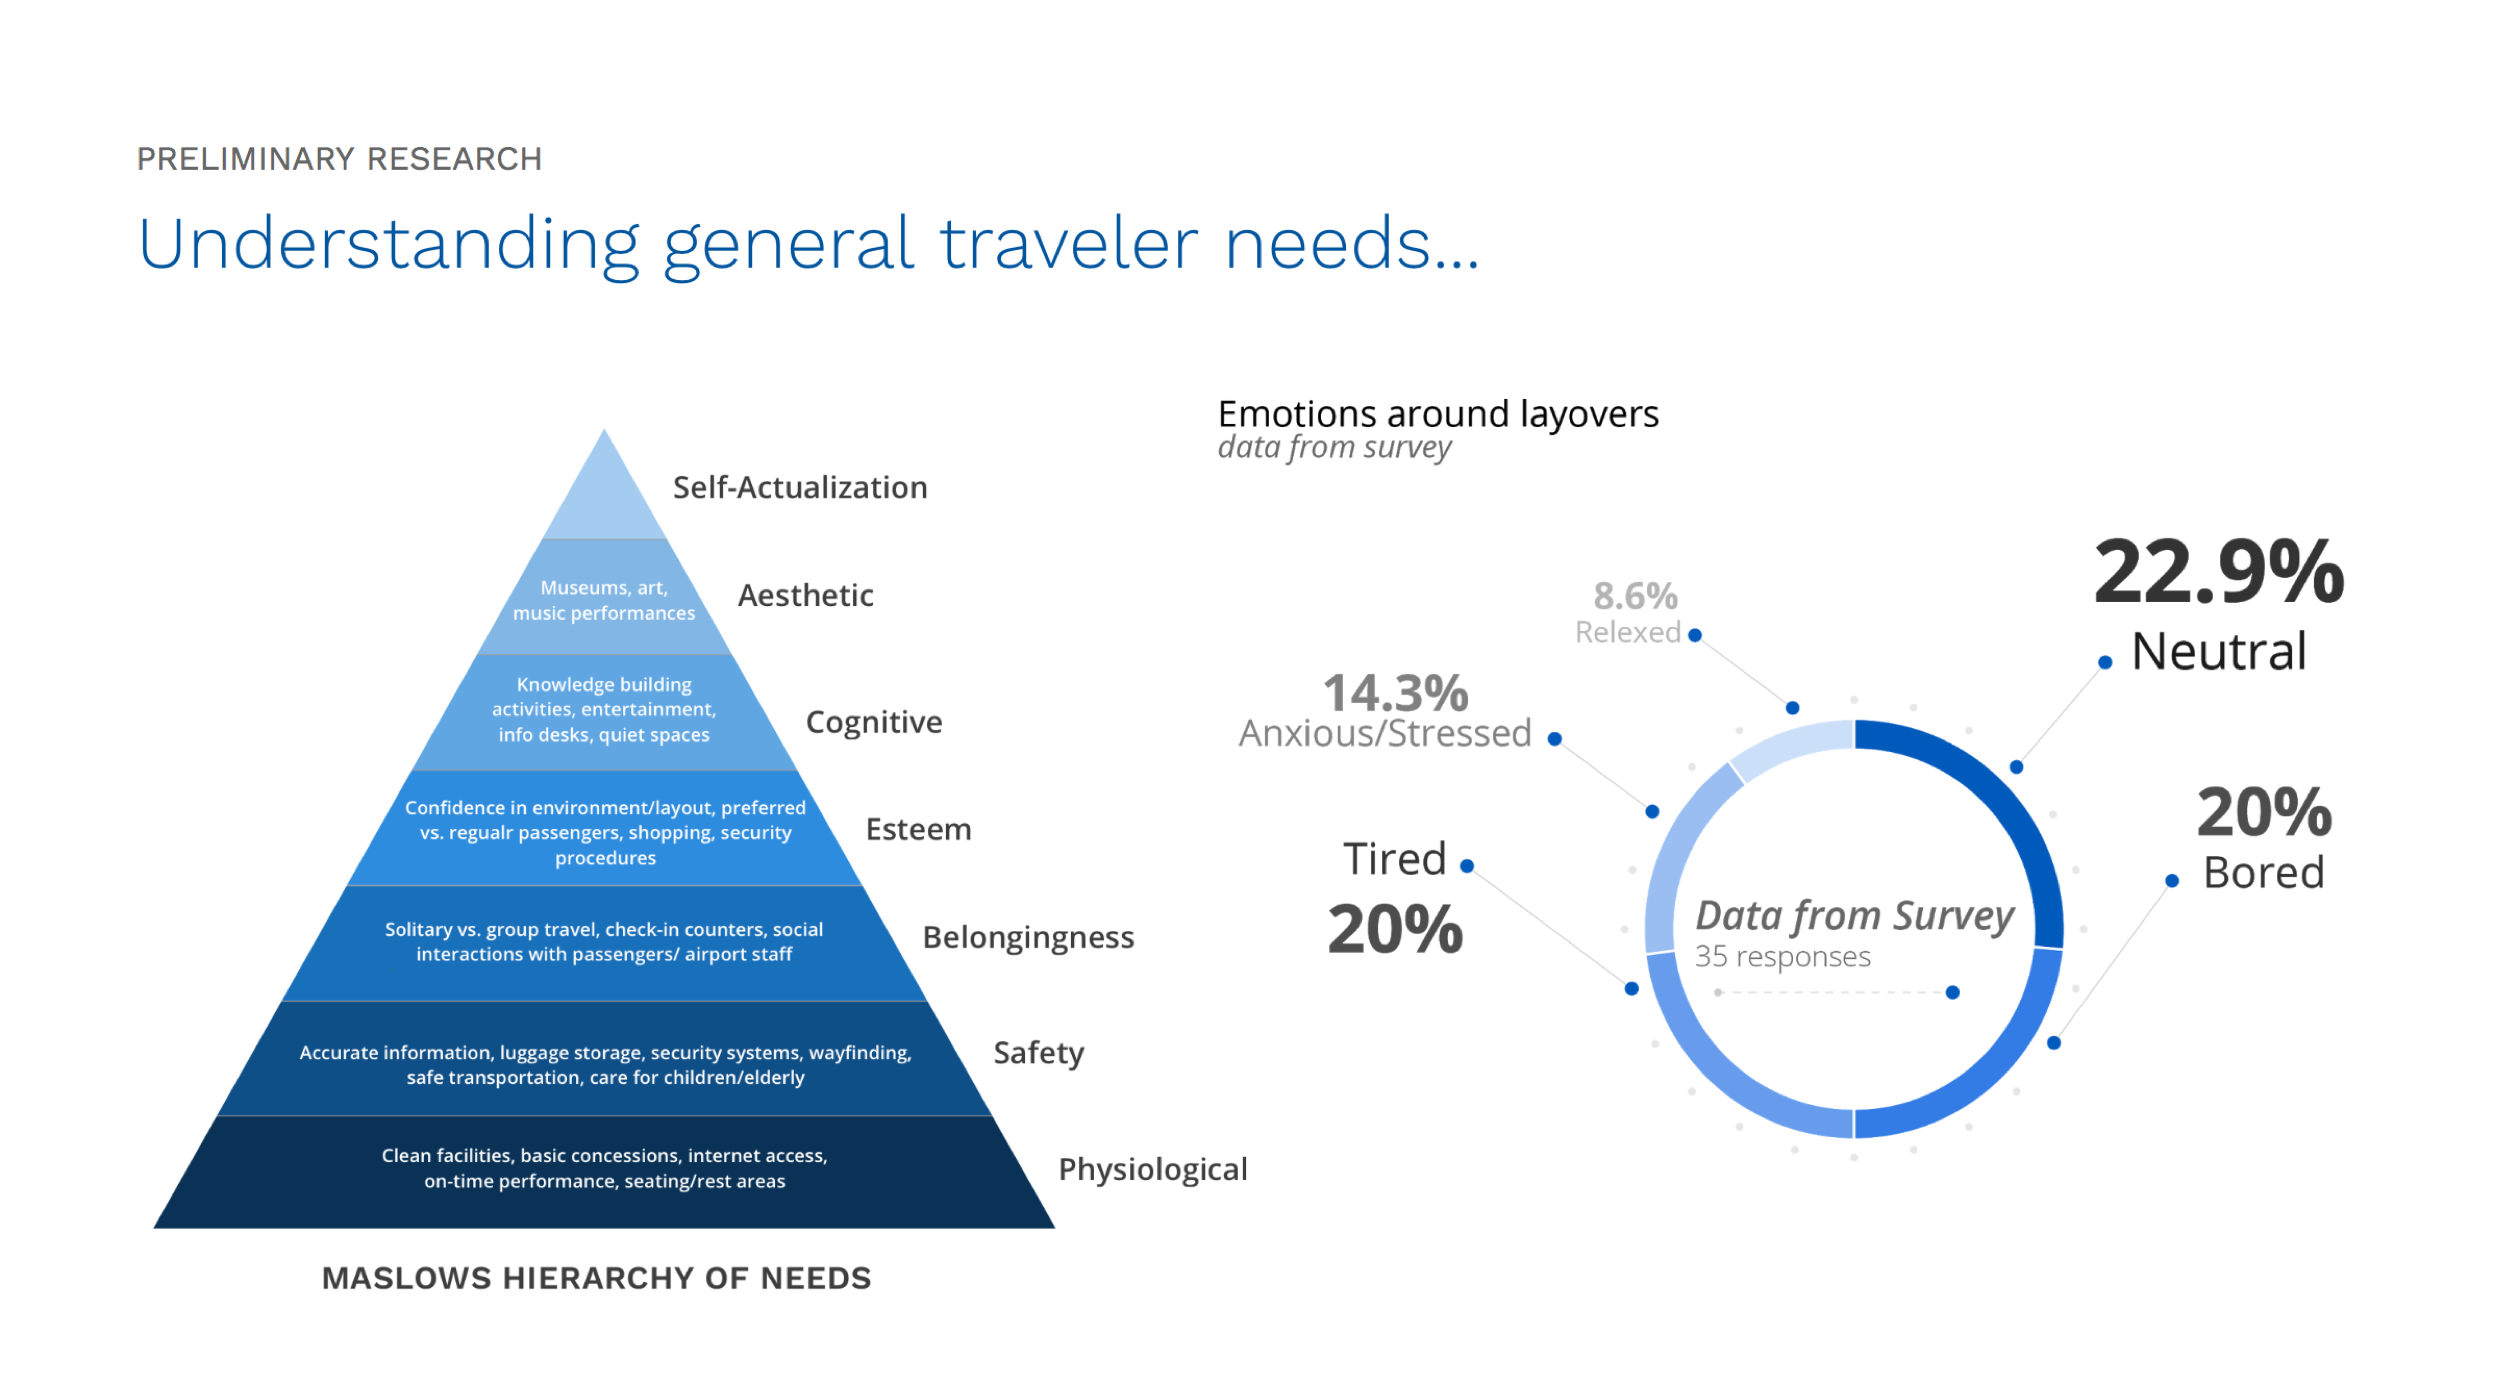 PRELIMINARY RESEARCH
Understanding general traveler needs...
Self-Actualization
Museums, art,
music performances
Aesthetic
Knowledge building
activities, entertainment,
info desks, quiet spaces
Cognitive
Confidence in environment/layout, preferred
vs. regualr passengers, shopping, security
procedures
Esteem
Solitary vs. group travel, check-in counters, social
interactions with passengers/ airport staff
Belongingness
Accurate information, luggage storage, security systems, wayfinding,
safe transportation, care for children/elderly
Safety
Clean facilities, basic concessions, internet access,
on-time performance, seating/rest areas
Physiological
MASLOWS HIERARCHY OF NEEDS
Emotions around layovers
data from survey
8.6%
Relexed
14.3%
Anxious/Stressed
Tired
20%
22.9%
Neutral
20%
Bored
Data from Survey
35 responses